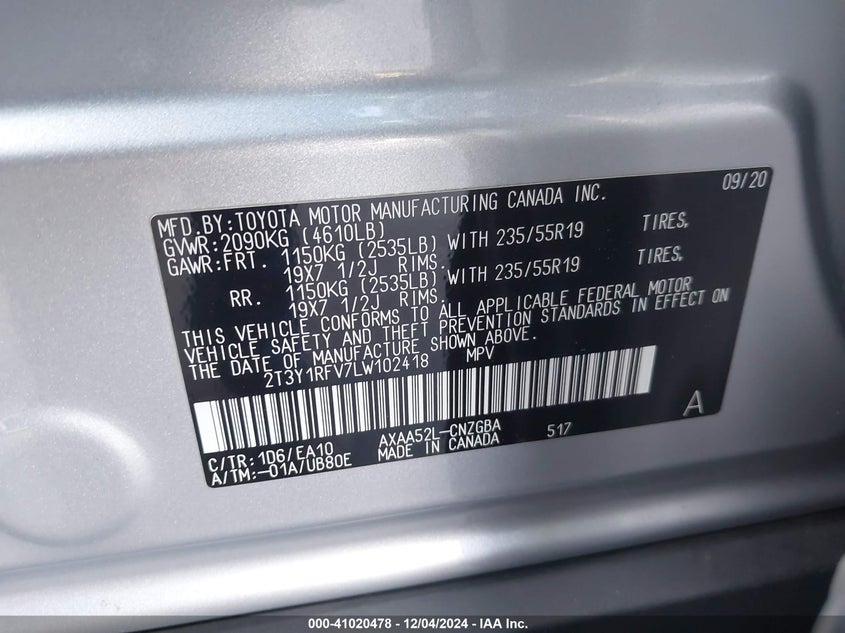 09/20
MFD.BY:TOYOTA MOTOR MANUFACTURING CANADA INC.
GVWR:2090KG (4610LB)
GAWR:FRT. 1150KG (2535LB) WITH 235/55R19 TIRES,
19X7 1/2J RIMS.
RR. 1150KG (2535LB) WITH 235/55R19 TIRES,
19X7 1/2J RIMS.
THIS VEHICLE CONFORMS TO ALL APPLICABLE FEDERAL MOTOR
VEHICLE SAFETY AND THEFT PREVENTION STANDARDS IN EFFECT ON
THE DATE OF MANUFACTURE SHOWN ABOVE.
2T3Y1RFV7LW102418 MPV
C/TR:1D6/EA10 AXAA52L-CNZGBA 517 A
A/TM:-01A/UB80E MADE IN CANADA
000-41020478 - 12/04/2024 - IAA Inc.